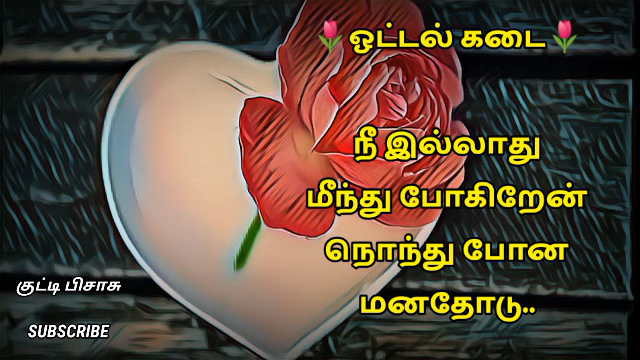 🌷ஒட்டல் கடை🌷
நீ இல்லாது
மீந்து போகிறேன்
நொந்து போன
மனதோடு..
குட்டி பிசாசு
SUBSCRIBE